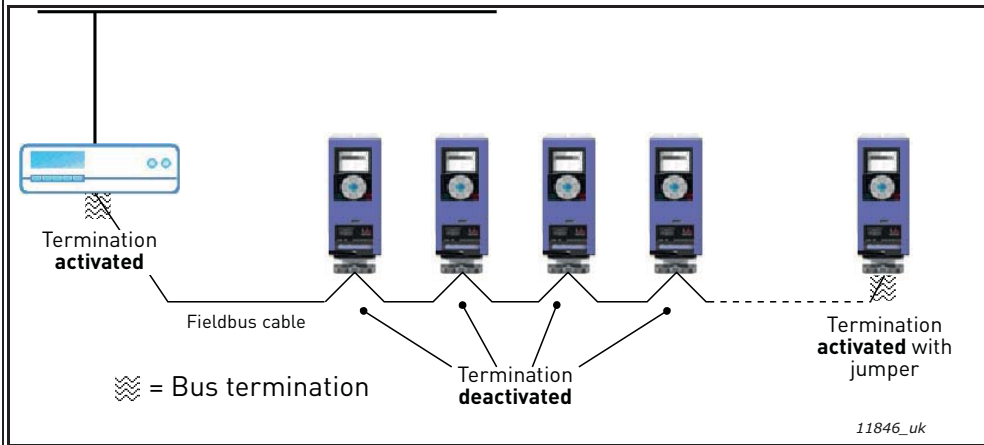 Termination
activated
Fieldbus cable
Termination
deactivated
Termination
activated with
jumper
= Bus termination
11846_uk